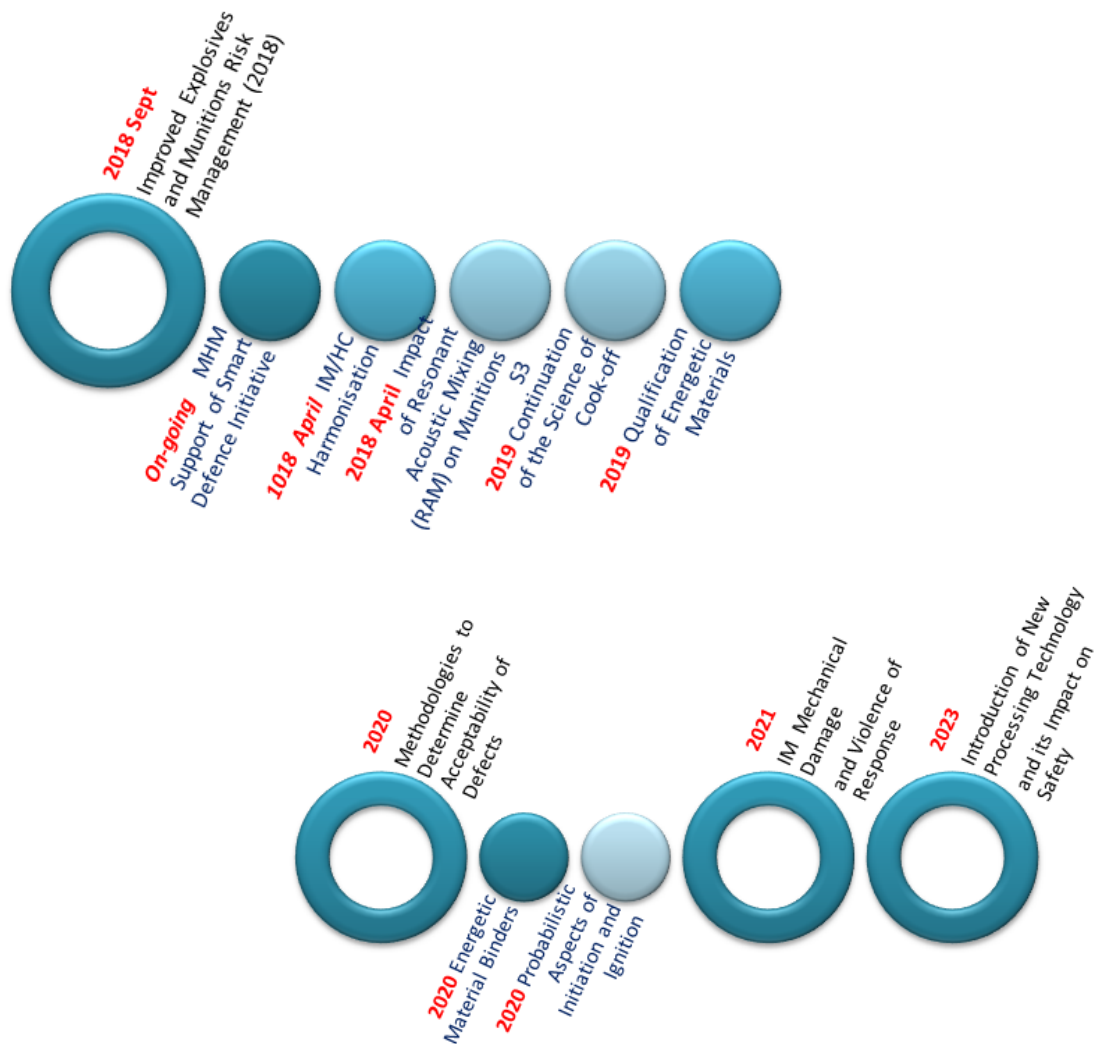 2018 Sept
Improved Explosives
and Munitions Risk
Management (2018)
On-going MHM
Support of Smart
Defence Initiative
1018 April IM/HC
Harmonisation
2018 April Impact
of Resonant
Acoustic Mixing
(RAM) on Munitions
S3
2019 Continuation
of the Science of
Cook-off
2019 Qualification
of Energetic
Materials
2020
Methodologies to
Determine
Acceptability of
Defects
2020 Energetic
Material Binders
2020 Probabilistic
Aspects of
Initiation and
Ignition
2021
IM Mechanical
Damage
and Violence of
Response
2023
Introduction of New
Processing Technology
and its Impact on
Safety